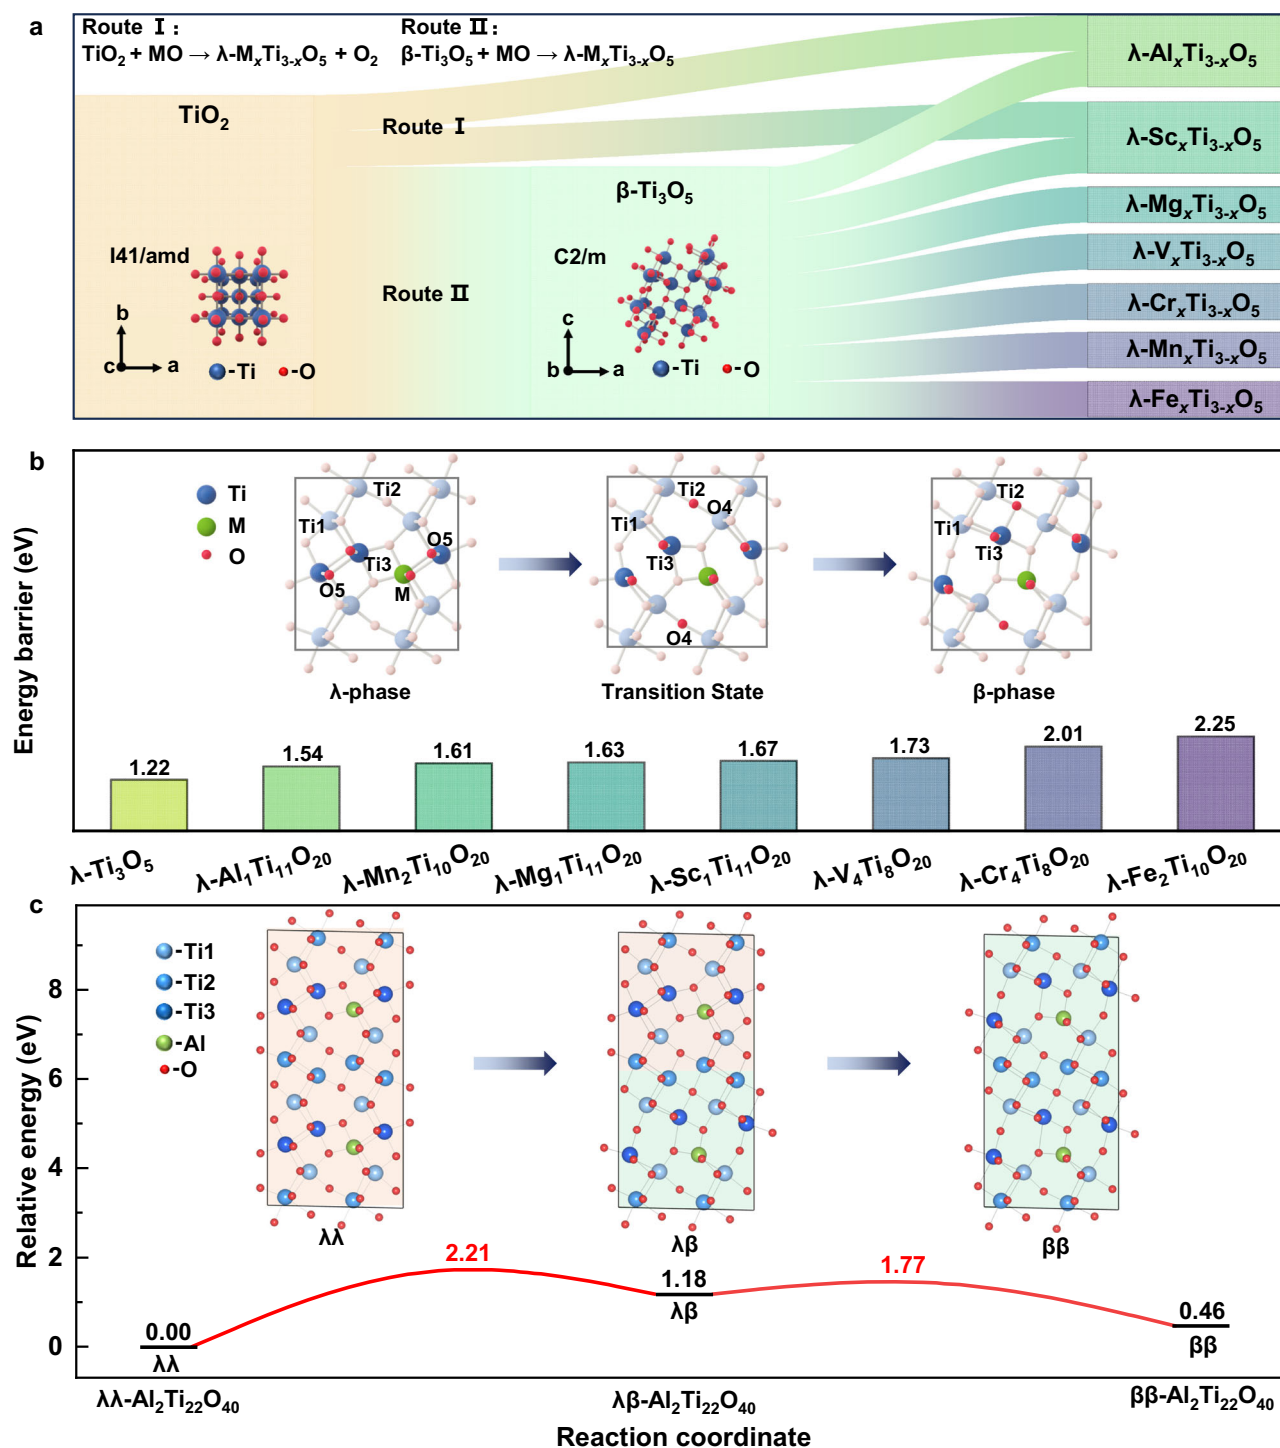 a
Route Ⅰ:
TiO2 + MO → λ-MxTi3-xO5 + O2
Route Ⅱ:
β-Ti3O5 + MO → λ-MxTi3-xO5
TiO2
Route Ⅰ
β-Ti3O5
I41/amd
C2/m
Route Ⅱ
b
c
a
-Ti
-O
c
b
a
-Ti
-O
λ-AlxTi3-xO5
λ-ScxTi3-xO5
λ-MgxTi3-xO5
λ-VxTi3-xO5
λ-CrxTi3-xO5
λ-MnxTi3-xO5
λ-FexTi3-xO5
b
Energy barrier (eV)
Ti
M
O
Ti2
Ti1
O5
Ti3
O5
M
λ-phase
Ti2
O4
Ti1
Ti3
O4
Transition State
Ti2
Ti1
Ti3
β-phase
1.22
1.54
1.61
1.63
1.67
1.73
2.01
2.25
λ-Ti3O5
λ-Al1Ti11O20
λ-Mn2Ti10O20
λ-Mg1Ti11O20
λ-Sc1Ti11O20
λ-V4Ti8O20
λ-Cr4Ti8O20
λ-Fe2Ti10O20
c
Relative energy (eV)
8
6
4
2
0
-Ti1
-Ti2
-Ti3
-Al
-O
λλ
λβ
ββ
2.21
1.77
0.00
λλ
1.18
λβ
0.46
ββ
λλ-Al2Ti22O40
λβ-Al2Ti22O40
ββ-Al2Ti22O40
Reaction coordinate